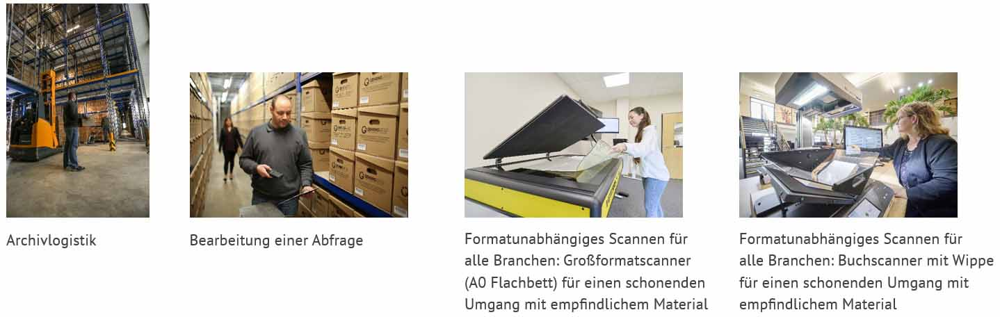 Archivlogistik
Bearbeitung einer Abfrage
Formatunabhängiges Scannen für
alle Branchen: Großformatscanner
(A0 Flachbett) für einen schonenden
Umgang mit empfindlichem Material
Formatunabhängiges Scannen für
alle Branchen: Buchscanner mit Wippe
für einen schonenden Umgang mit
empfindlichem Material